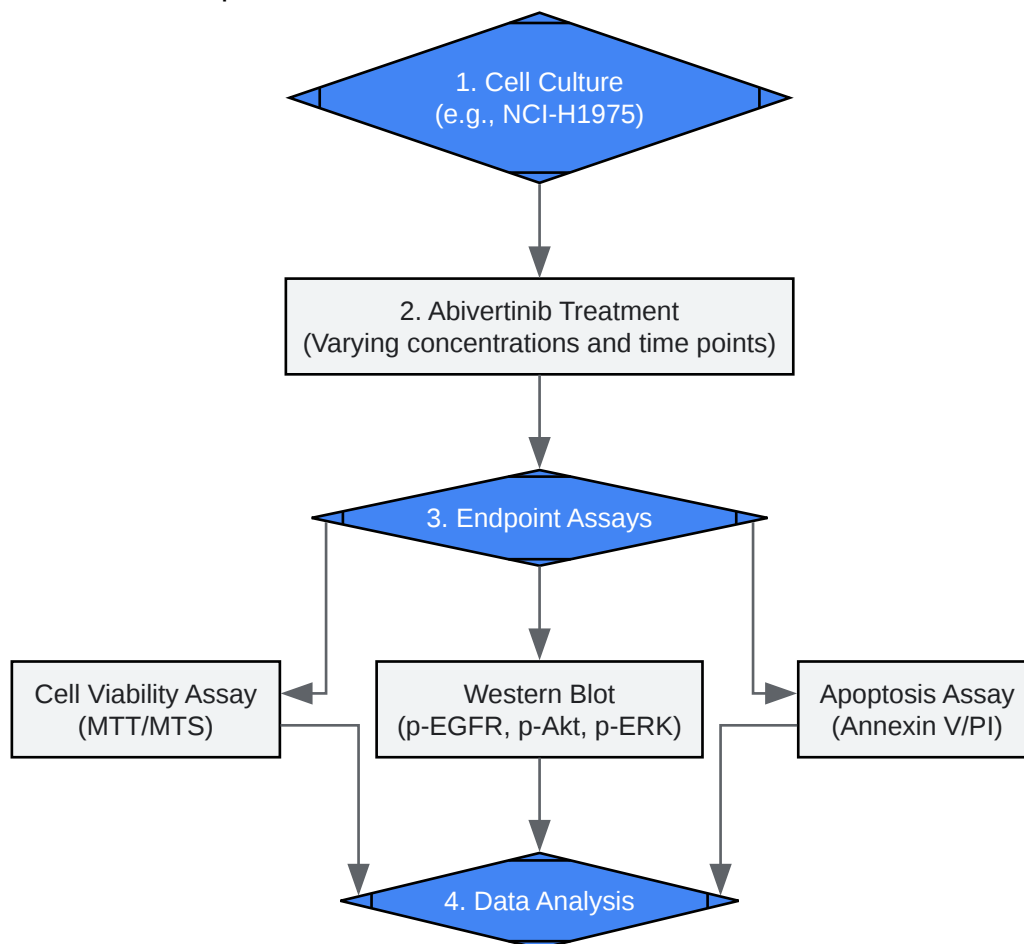 1. Cell Culture
(e.g., NCI-H1975)
2. Abivertinib Treatment
(Varying concentrations and time points)
3. Endpoint Assays
Cell Viability Assay
(MTT/MTS)
Western Blot
(p-EGFR, p-Akt, p-ERK)
Apoptosis Assay
(Annexin V/PI)
4. Data Analysis